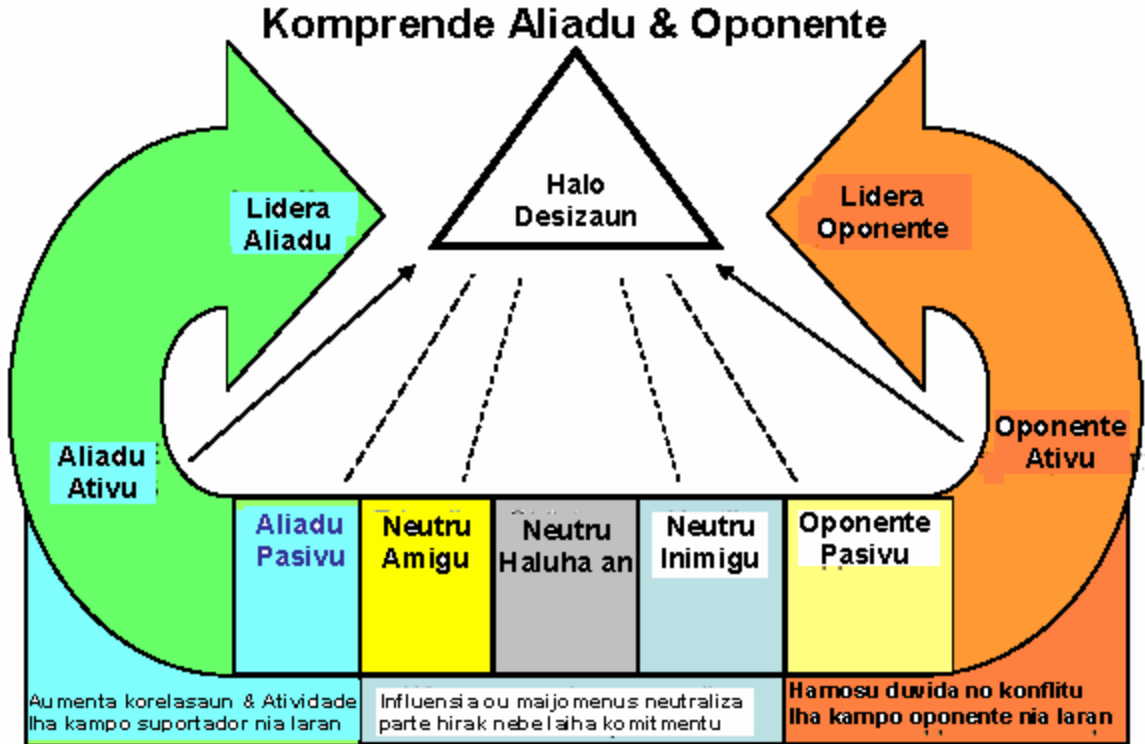 Komprende Aliadu & Oponente
Halo
Desizaun
Lidera
Aliadu
Lidera
Oponente
Aliadu
Ativu
Oponente
Ativu
Aliadu
Pasivu
Neutru
Amigu
Neutru
Haluha an
Neutru
Inimigu
Oponente
Pasivu
Aumenta korelasaun & Atividade
Iha kampo suportador nia laran
Influensia ou maijomenus neutraliza
parte hirak nebe laiha komitmentu
Hamosu duvida no konflitu
Iha kampo oponente nia laran